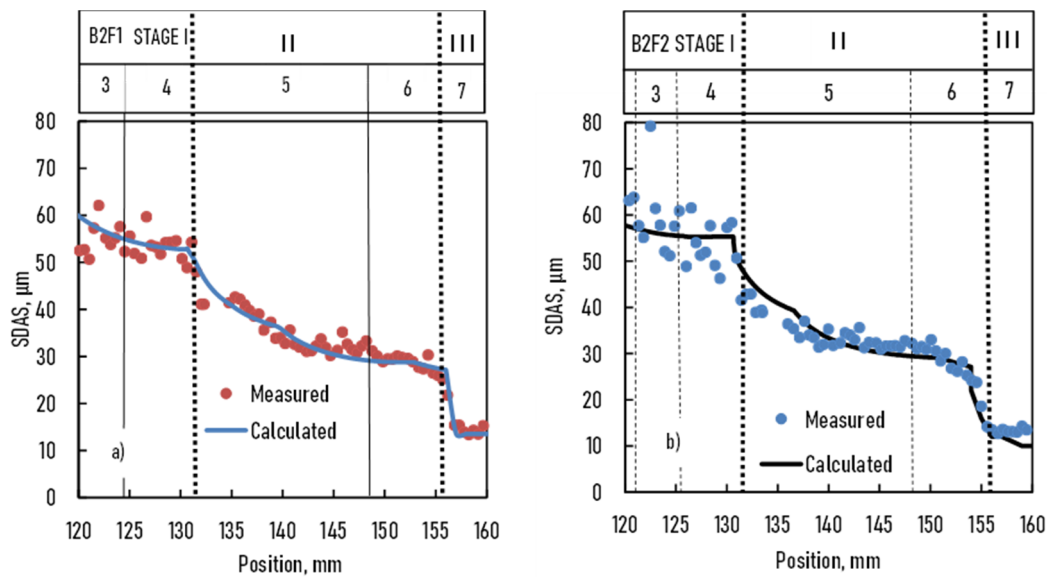 B2F1 STAGE I II III
3 4 5 6 7
80
70
60
50
40
30
20
10
0
SDAS, µm
Measured
Calculated
a)
120 125 130 135 140 145 150 155 160
Position, mm
B2F2 STAGE I II III
3 4 5 6 7
80
70
60
50
40
30
20
10
0
SDAS, µm
Measured
Calculated
b)
120 125 130 135 140 145 150 155 160
Position, mm